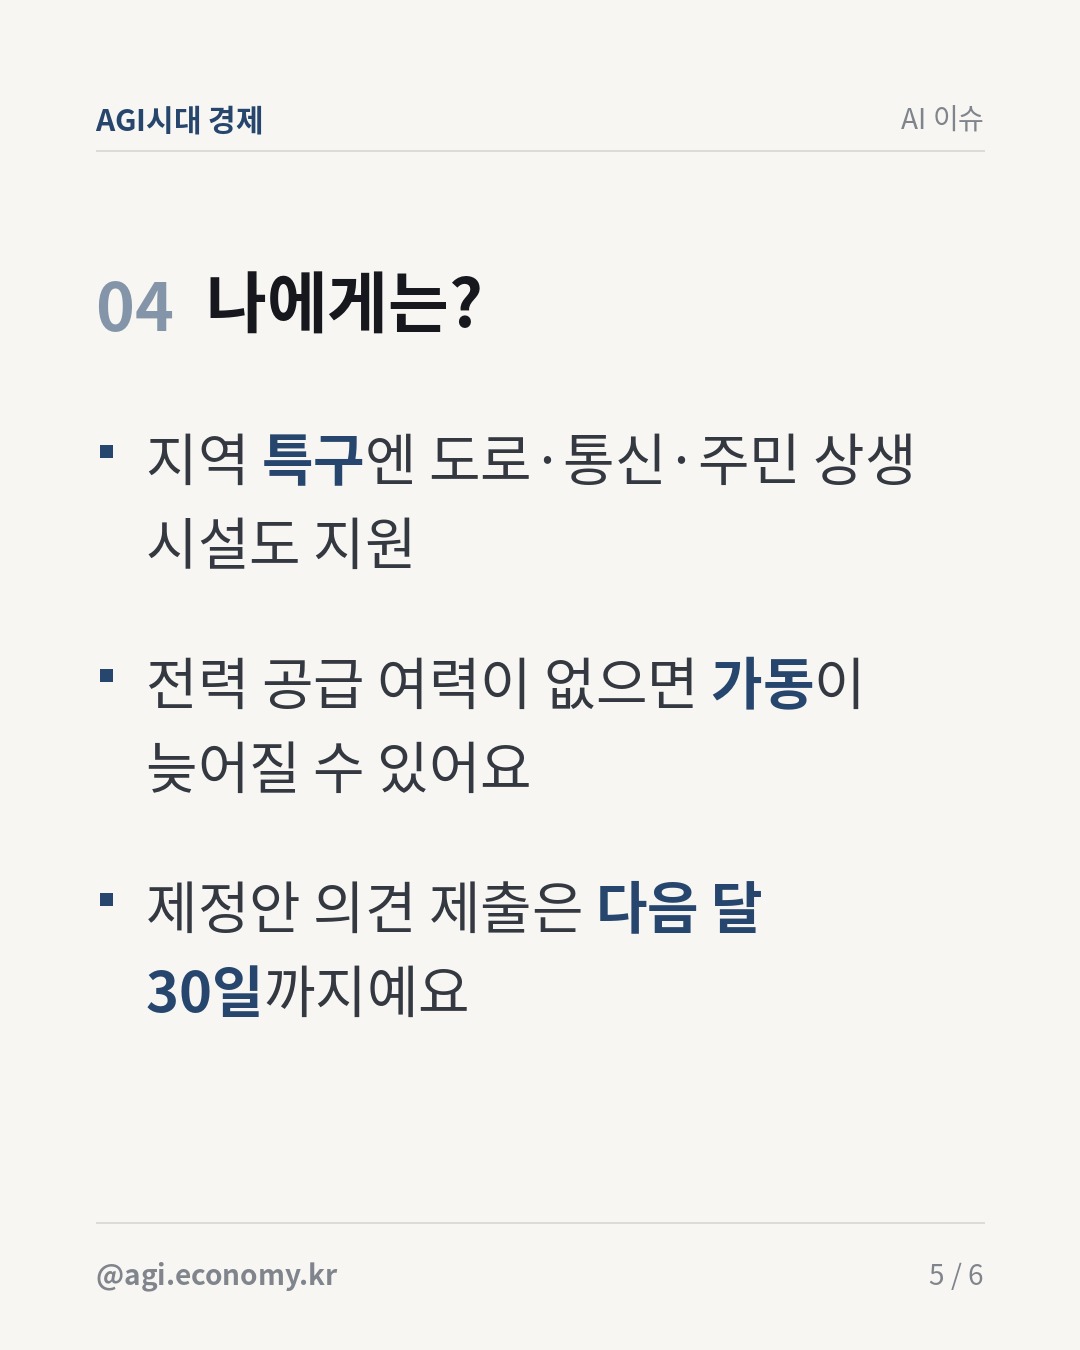 AGI시대 경제
AI 이슈
04 나에게는?
▪ 지역 특구엔 도로·통신·주민 상생
시설도 지원
▪ 전력 공급 여력이 없으면 가동이
늦어질 수 있어요
▪ 제정안 의견 제출은 다음 달
30일까지예요
@agi.economy.kr
5 / 6